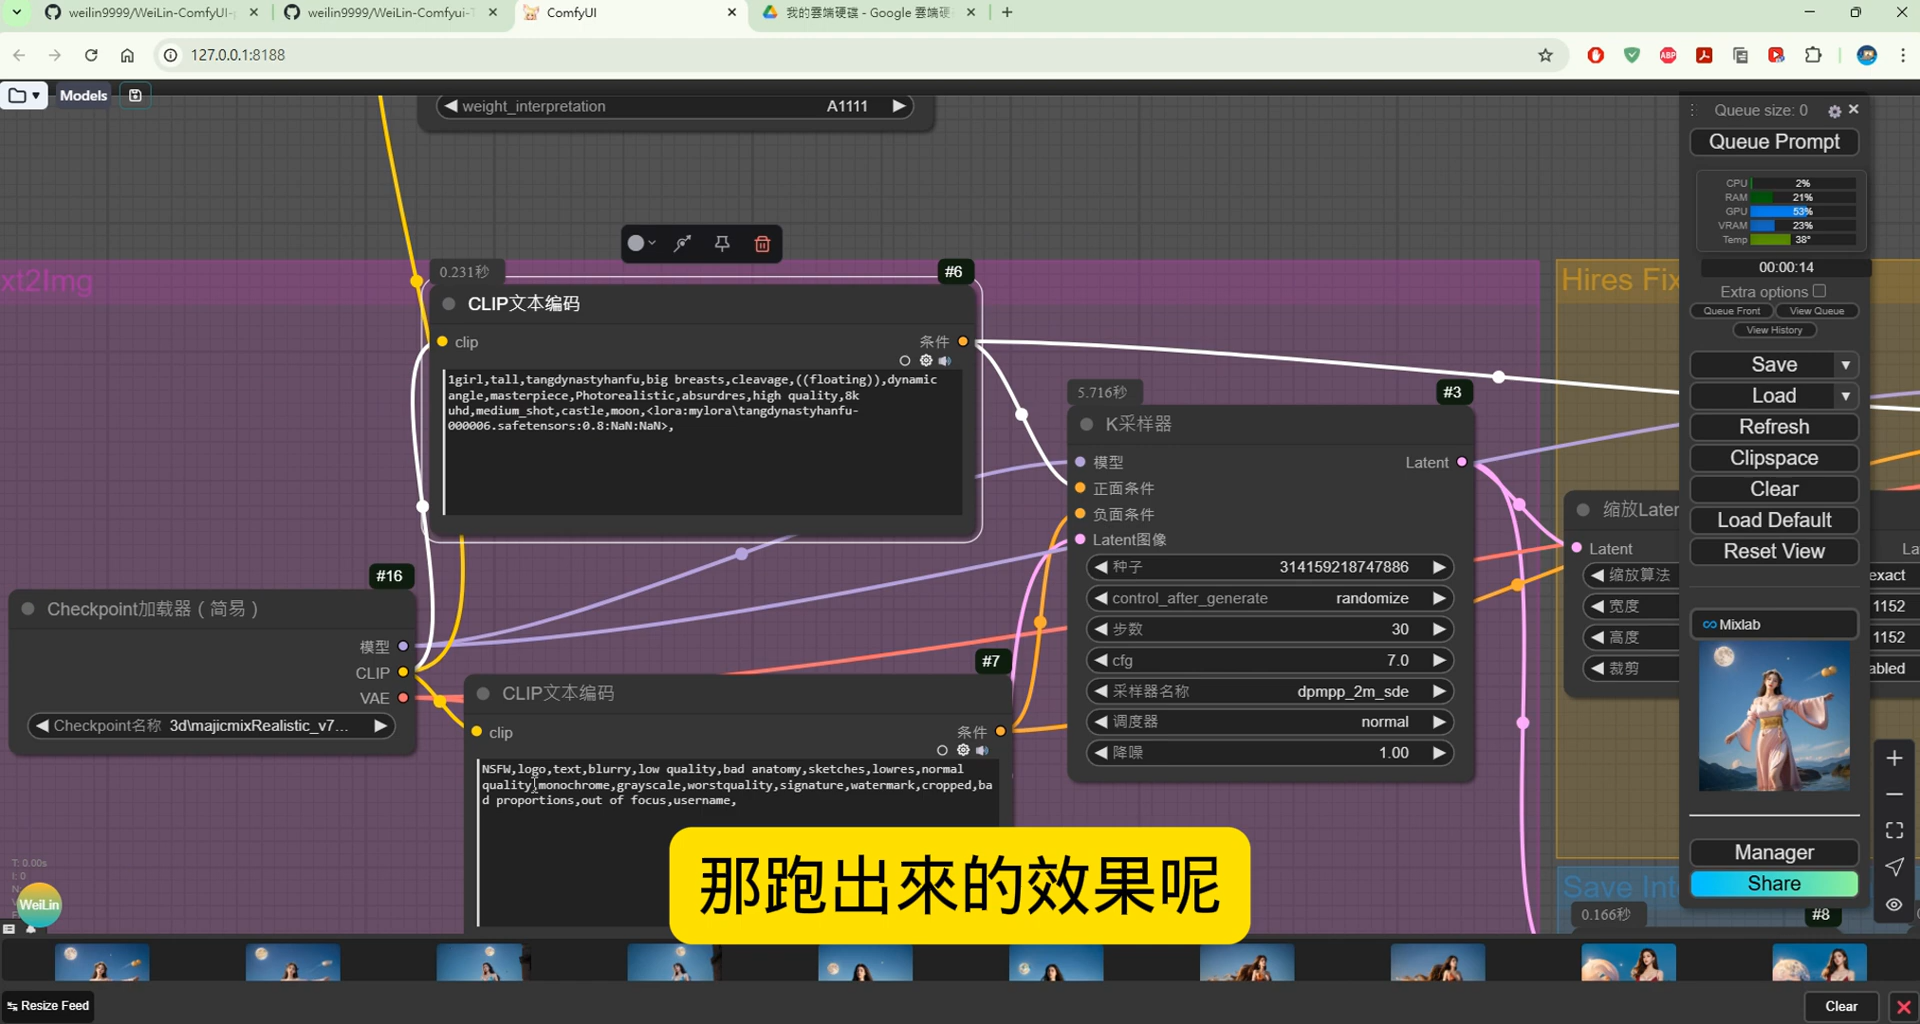 weilin9999/WeiLin-ComfyUI-
weilin9999/WeiLin-Comfyui-
ComfyUI
我的雲端硬碟 - Google 雲端硬
127.0.0.1:8188
Models
weight_interpretation A1111
Queue size: 0
Queue Prompt
CPU 2%
RAM 21%
GPU 53%
VRAM 23%
Temp 38°
00:00:14
Extra options
Queue Front View Queue
View History
Save
Load
Refresh
Clipspace
Clear
Load Default
Reset View
Mixlab
Manager
Share
xt2Img
0.231秒
#6
CLIP文本编码
clip
条件
1girl,tall,tangdynastyhanfu,big breasts,cleavage,((floating)),dynamic
angle,masterpiece,Photorealistic,absurdres,high quality,8k
uhd,medium_shot,castle,moon,<lora:mylora\tangdynastyhanfu-
000006.safetensors:0.8:NaN:NaN>,
#16
Checkpoint加载器（简易）
模型
CLIP
VAE
Checkpoint名称 3d\majicmixRealistic_v7...
#7
CLIP文本编码
clip
条件
NSFW,logo,text,blurry,low quality,bad anatomy,sketches,lowres,normal
quality,monochrome,grayscale,worstquality,signature,watermark,cropped,ba
d proportions,out of focus,username,
5.716秒
#3
K采样器
模型
Latent
正面条件
负面条件
Latent图像
种子 314159218747886
control_after_generate randomize
步数 30
cfg 7.0
采样器名称 dpmpp_2m_sde
调度器 normal
降噪 1.00
Hires Fix
缩放Laten
Latent
La
缩放算法 exact
宽度 1152
高度 1152
裁剪 abled
Save Int
0.166秒
#8
T: 0.00s
I: 0
WeiLin
那跑出來的效果呢
Resize Feed
Clear